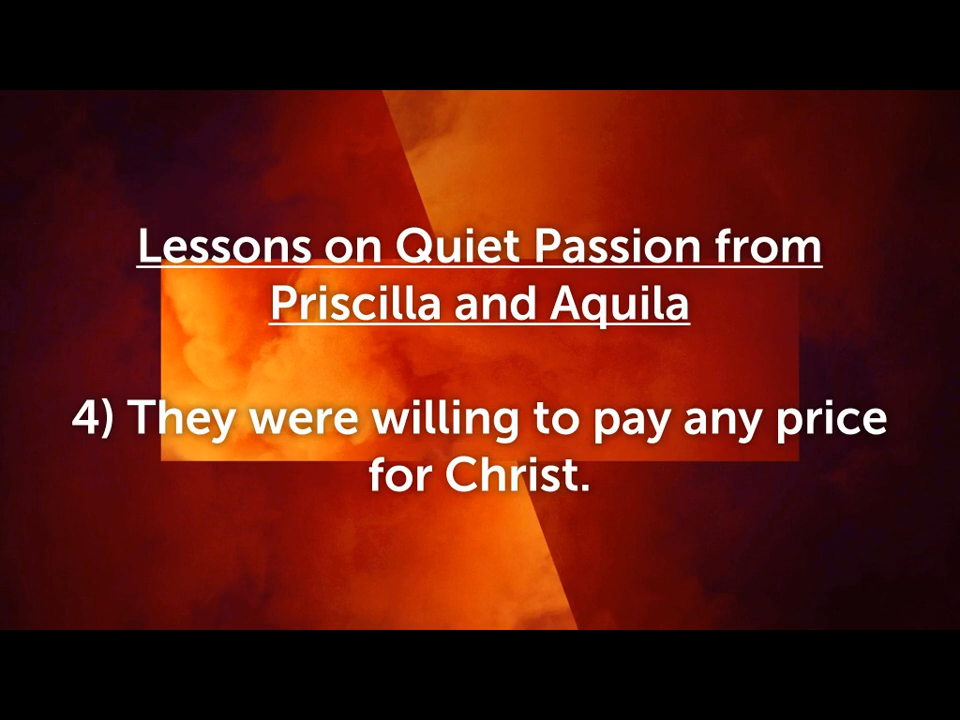 Lessons on Quiet Passion from
Priscilla and Aquila
4) They were willing to pay any price
for Christ.